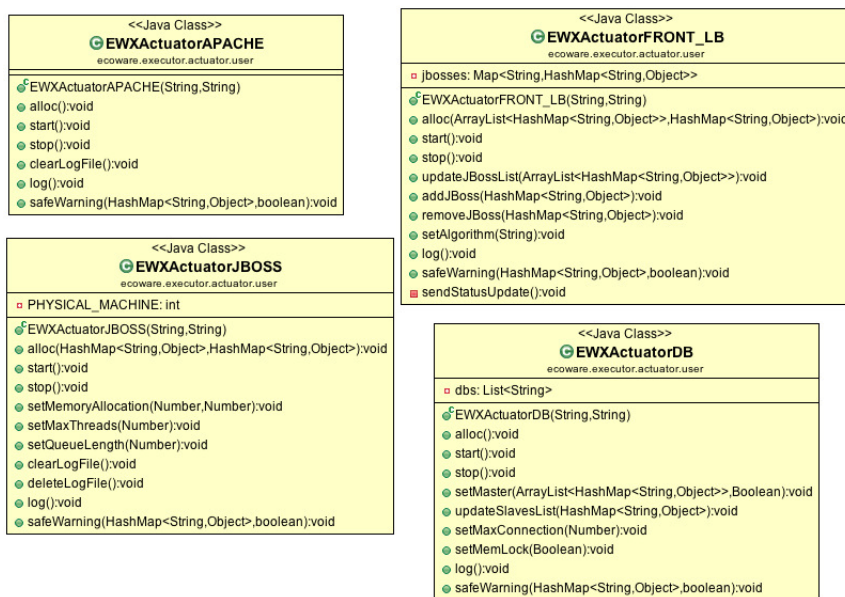 <<Java Class>>
EWXActuatorAPACHE
ecoware.executor.actuator.user
EWXActuatorAPACHE(String,String)
alloc():void
start():void
stop():void
clearLogFile():void
log():void
safeWarning(HashMap<String,Object>,boolean):void
<<Java Class>>
EWXActuatorFRONT_LB
ecoware.executor.actuator.user
jbosses: Map<String,HashMap<String,Object>>
EWXActuatorFRONT_LB(String,String)
alloc(ArrayList<HashMap<String,Object>>,HashMap<String,Object>):void
start():void
stop():void
updateJBossList(ArrayList<HashMap<String,Object>>):void
addJBoss(HashMap<String,Object>):void
removeJBoss(HashMap<String,Object>):void
setAlgorithm(String):void
log():void
safeWarning(HashMap<String,Object>,boolean):void
sendStatusUpdate():void
<<Java Class>>
EWXActuatorJBOSS
ecoware.executor.actuator.user
PHYSICAL_MACHINE: int
EWXActuatorJBOSS(String,String)
alloc(HashMap<String,Object>,HashMap<String,Object>):void
start():void
stop():void
setMemoryAllocation(Number,Number):void
setMaxThreads(Number):void
setQueueLength(Number):void
clearLogFile():void
deleteLogFile():void
log():void
safeWarning(HashMap<String,Object>,boolean):void
<<Java Class>>
EWXActuatorDB
ecoware.executor.actuator.user
dbs: List<String>
EWXActuatorDB(String,String)
alloc():void
start():void
stop():void
setMaster(ArrayList<HashMap<String,Object>>,Boolean):void
updateSlavesList(HashMap<String,Object>):void
setMaxConnection(Number):void
setMemLock(Boolean):void
log():void
safeWarning(HashMap<String,Object>,boolean):void